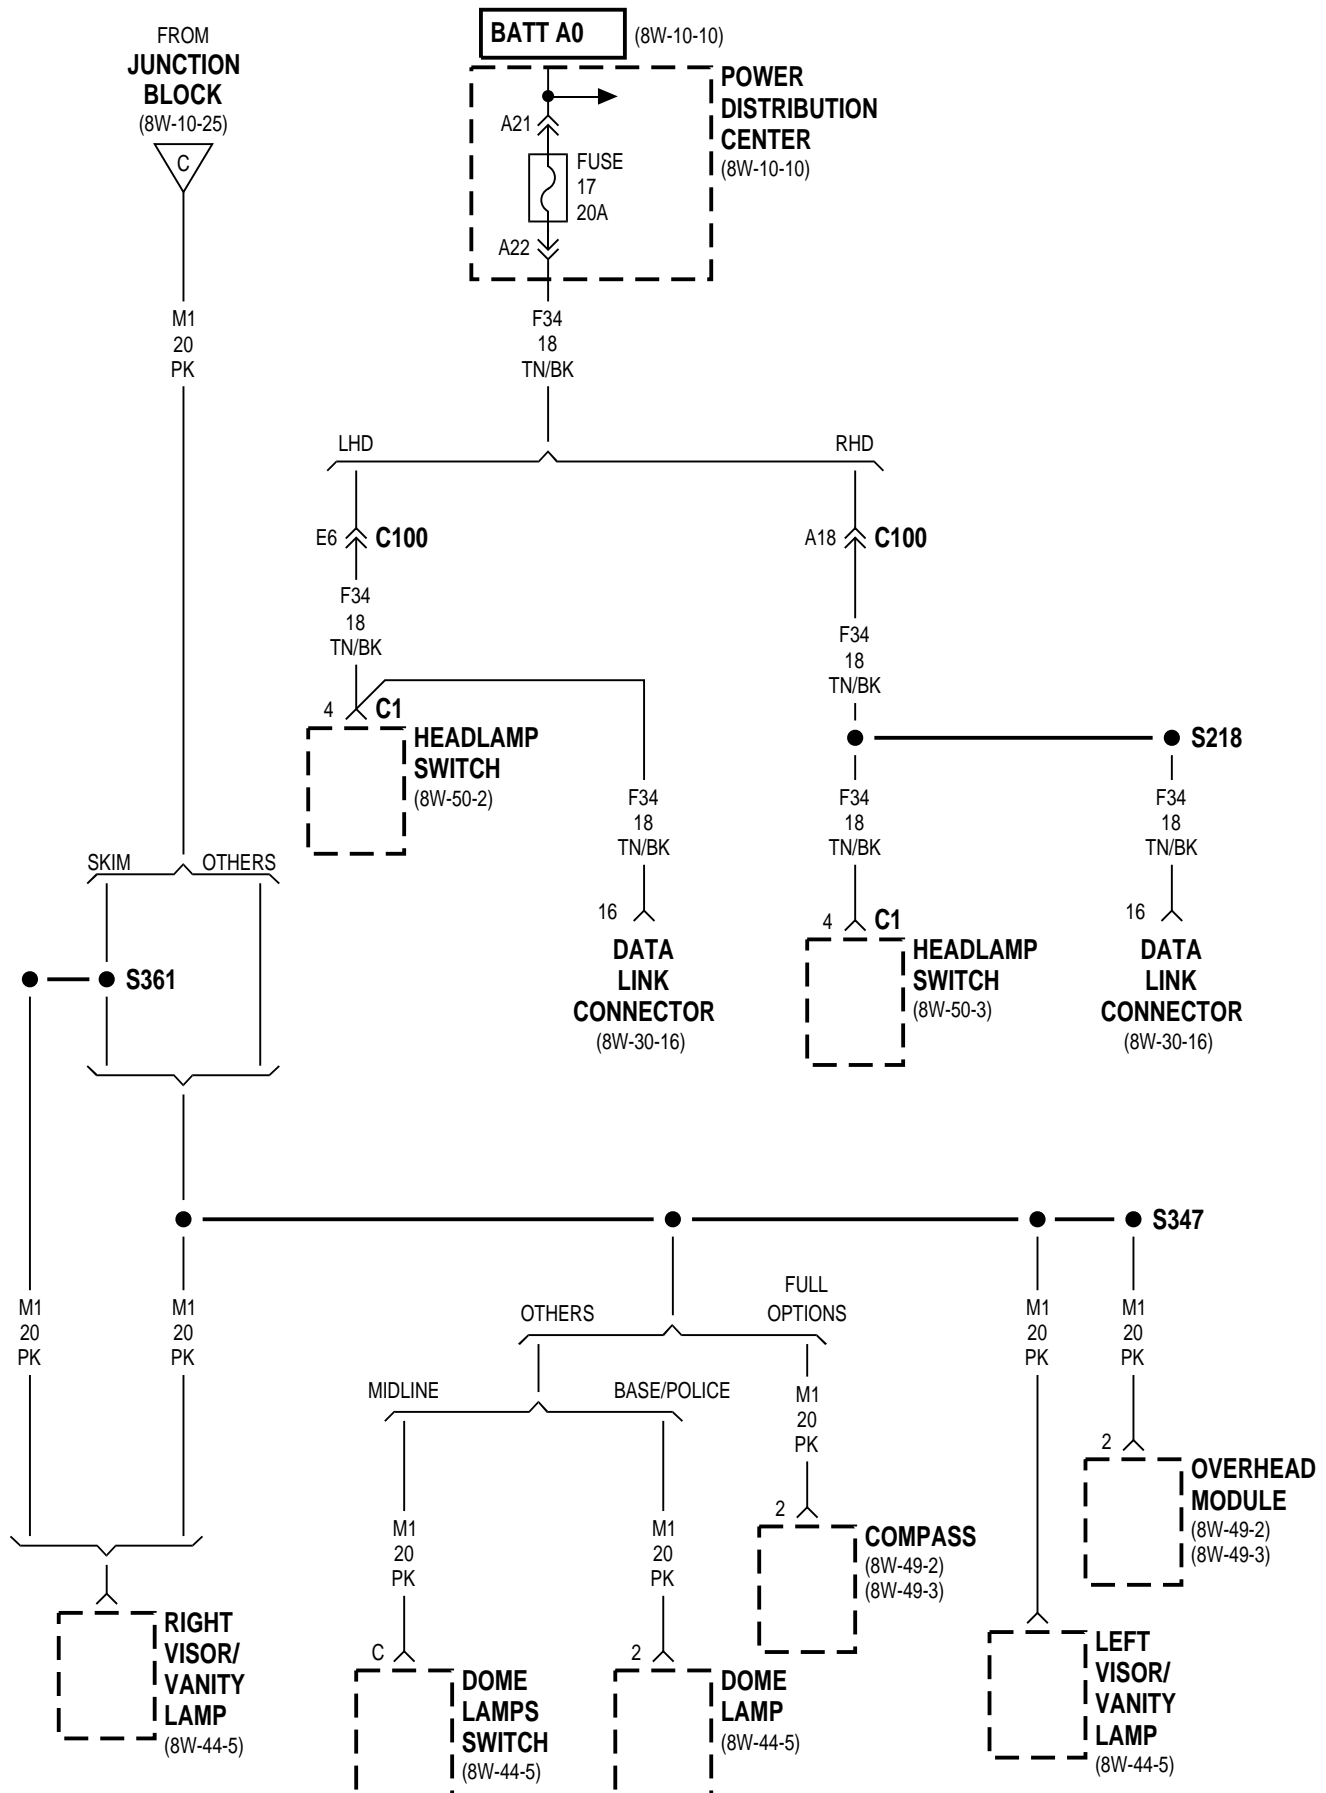 FROM
JUNCTION
BLOCK
(8W-10-25)
C
BATT A0
(8W-10-10)
POWER
DISTRIBUTION
CENTER
(8W-10-10)
A21
FUSE
17
20A
A22
M1
20
PK
F34
18
TN/BK
LHD
RHD
E6
C100
A18
C100
F34
18
TN/BK
F34
18
TN/BK
4
C1
HEADLAMP
SWITCH
(8W-50-2)
S218
F34
18
TN/BK
F34
18
TN/BK
F34
18
TN/BK
SKIM
OTHERS
16
DATA
LINK
CONNECTOR
(8W-30-16)
4
C1
HEADLAMP
SWITCH
(8W-50-3)
16
DATA
LINK
CONNECTOR
(8W-30-16)
S361
S347
M1
20
PK
M1
20
PK
OTHERS
FULL
OPTIONS
M1
20
PK
M1
20
PK
MIDLINE
BASE/POLICE
M1
20
PK
2
OVERHEAD
MODULE
(8W-49-2)
(8W-49-3)
M1
20
PK
M1
20
PK
2
COMPASS
(8W-49-2)
(8W-49-3)
RIGHT
VISOR/
VANITY
LAMP
(8W-44-5)
C
DOME
LAMPS
SWITCH
(8W-44-5)
2
DOME
LAMP
(8W-44-5)
LEFT
VISOR/
VANITY
LAMP
(8W-44-5)